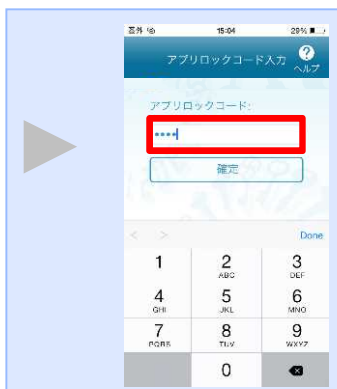 圏外 15:04 29%
アプリロックコード入力 ?
ヘルプ
アプリロックコード:
••••
確定
< > Done
1 2 3
ABC DEF
4 5 6
GHI JKL MNO
7 8 9
PQRS TUV WXYZ
0